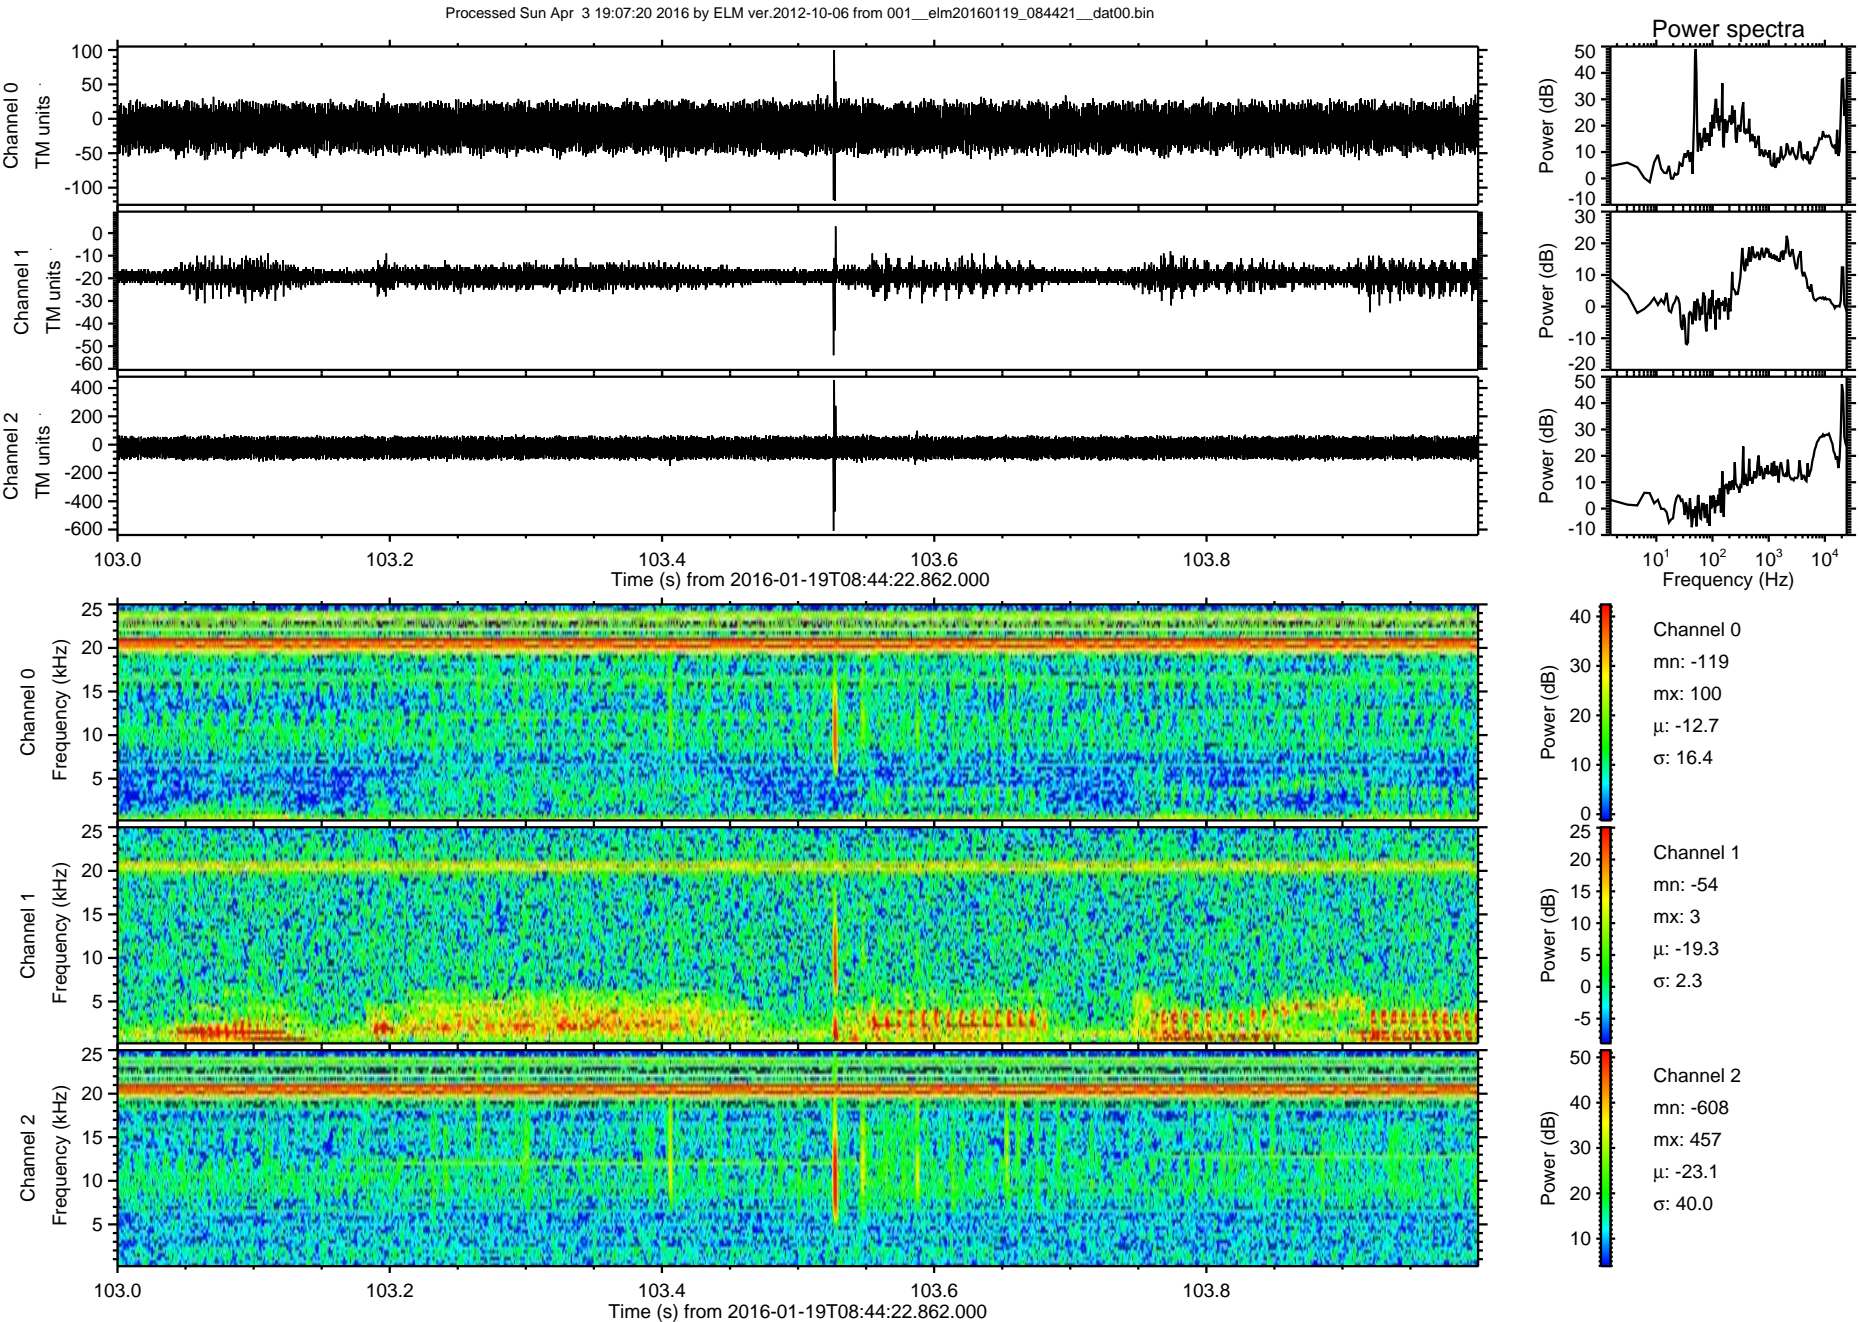 Processed Sun Apr  3 19:07:20 2016 by ELM ver.2012-10-06 from 001__elm20160119_084421__dat00.bin
Power spectra
Channel 0
TM units
100
50
0
-50
-100
Power (dB)
50
40
30
20
10
0
-10
Channel 1
TM units
0
-10
-20
-30
-40
-50
-60
Power (dB)
30
20
10
0
-10
-20
Channel 2
TM units
400
200
0
-200
-400
-600
Power (dB)
50
40
30
20
10
0
-10
103.0 103.2 103.4 103.6 103.8
Time (s) from 2016-01-19T08:44:22.862.000
10¹ 10² 10³ 10⁴
Frequency (Hz)
Channel 0
Frequency (kHz)
25
20
15
10
5
Power (dB)
40
30
20
10
0
Channel 0
mn: -119
mx: 100
µ: -12.7
σ: 16.4
Channel 1
Frequency (kHz)
25
20
15
10
5
Power (dB)
25
20
15
10
5
0
-5
Channel 1
mn: -54
mx: 3
µ: -19.3
σ: 2.3
Channel 2
Frequency (kHz)
25
20
15
10
5
Power (dB)
50
40
30
20
10
Channel 2
mn: -608
mx: 457
µ: -23.1
σ: 40.0
103.0 103.2 103.4 103.6 103.8
Time (s) from 2016-01-19T08:44:22.862.000